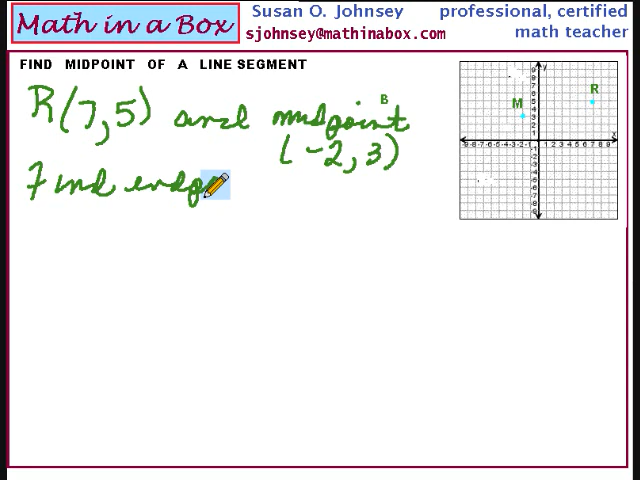 Math in a Box
Susan O. Johnsey professional, certified
sjohnsey@mathinabox.com math teacher
FIND MIDPOINT OF A LINE SEGMENT
B
R(7,5) and midpoint
(-2, 3)
Find endp
M
R
y
x